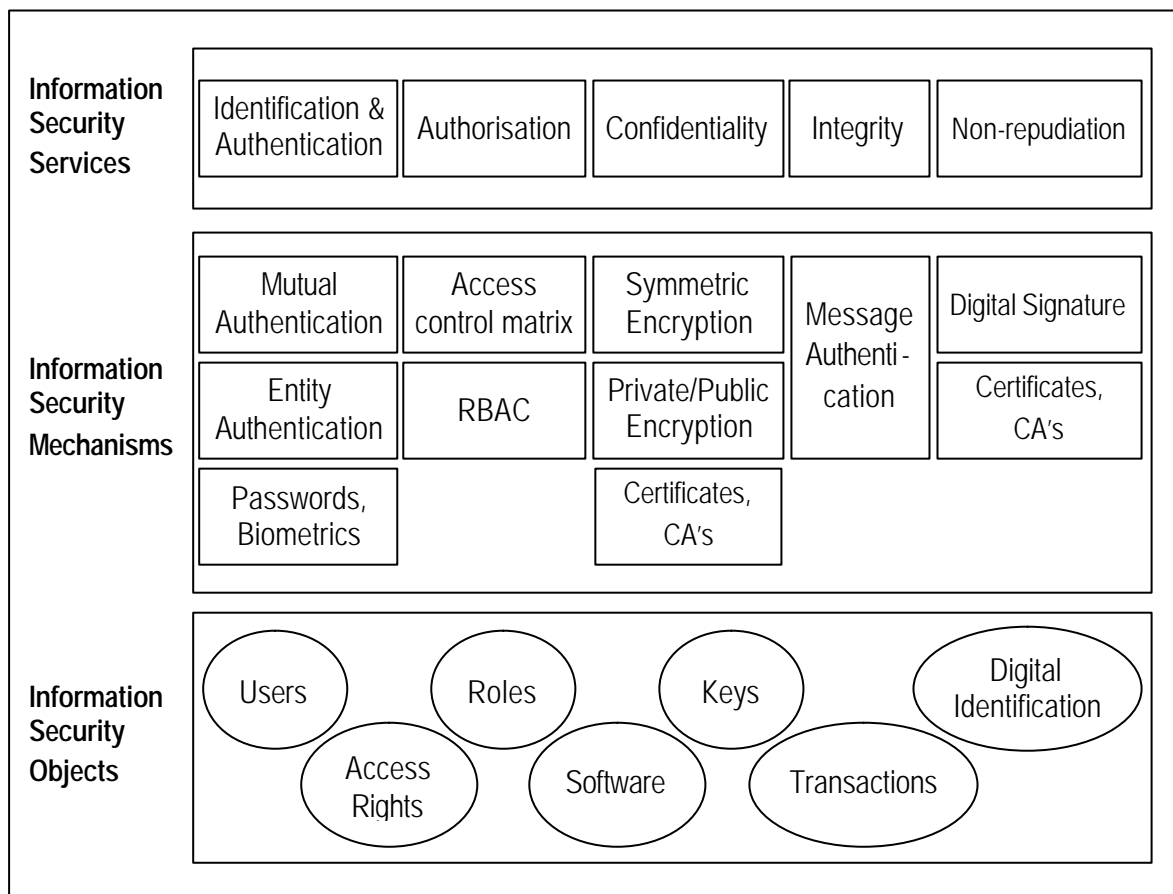 Information
Security
Services
Identification &
Authentication
Authorisation
Confidentiality
Integrity
Non-repudiation
Information
Security
Mechanisms
Mutual
Authentication
Access
control matrix
Symmetric
Encryption
Message
Authenti-
cation
Digital Signature
Entity
Authentication
RBAC
Private/Public
Encryption
Certificates,
CA's
Passwords,
Biometrics
Certificates,
CA's
Information
Security
Objects
Users
Roles
Keys
Digital
Identification
Access
Rights
Software
Transactions